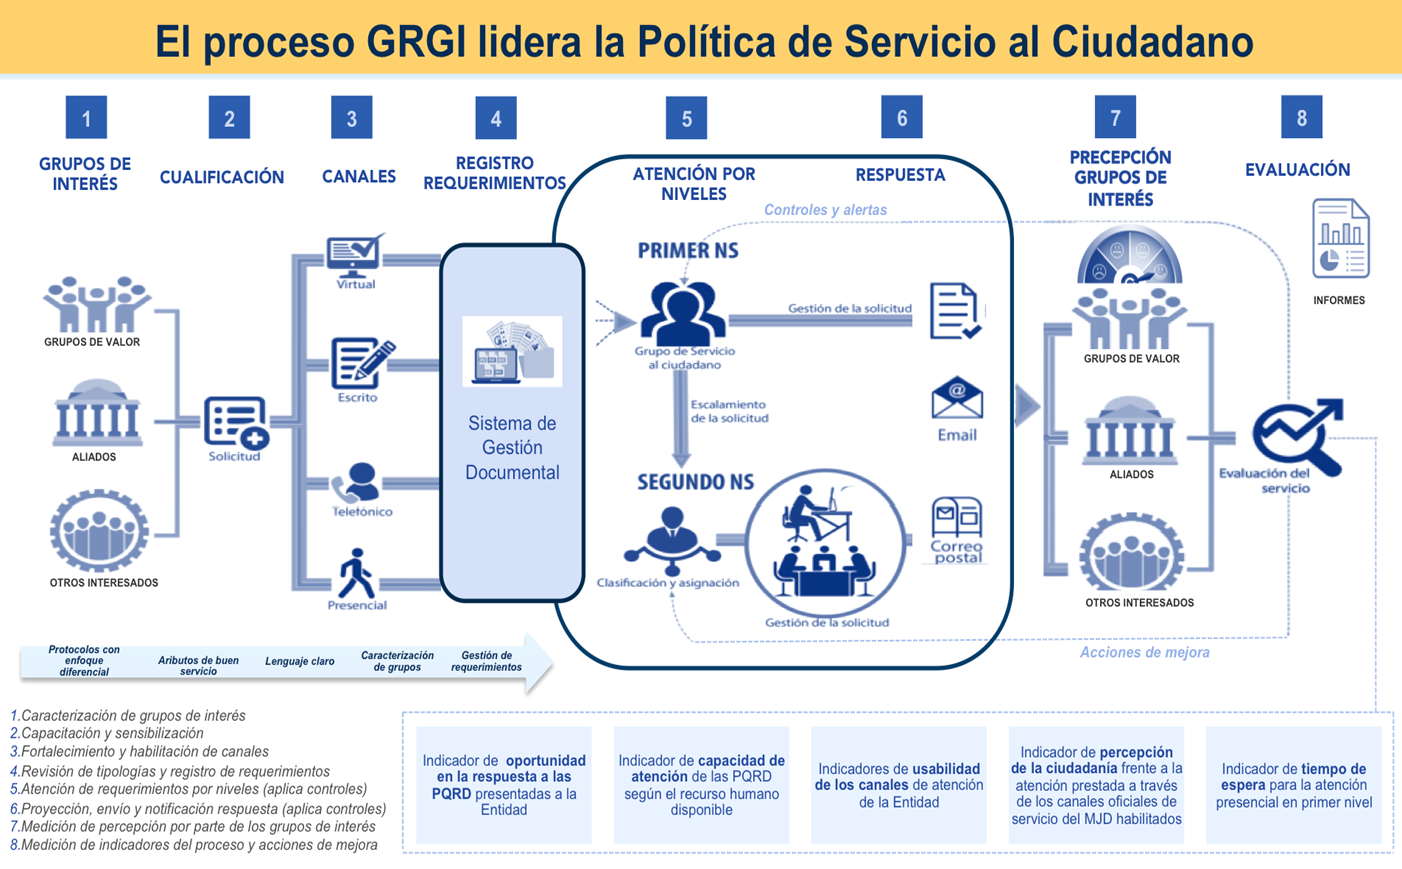 El proceso GRGI lidera la Política de Servicio al Ciudadano
1
2
3
4
5
6
7
8
GRUPOS DE
INTERÉS
CUALIFICACIÓN
CANALES
REGISTRO
REQUERIMIENTOS
ATENCIÓN POR
NIVELES
RESPUESTA
PRECEPCIÓN
GRUPOS DE
INTERÉS
EVALUACIÓN
Controles y alertas
GRUPOS DE VALOR
ALIADOS
OTROS INTERESADOS
Solicitud
Virtual
Escrito
Telefónico
Presencial
Sistema de
Gestión
Documental
PRIMER NS
Grupo de Servicio
al ciudadano
Gestión de la solicitud
Escalamiento
de la solicitud
SEGUNDO NS
Clasificación y asignación
Gestión de la solicitud
@
Email
Correo
postal
GRUPOS DE VALOR
ALIADOS
OTROS INTERESADOS
INFORMES
Evaluación del
servicio
Acciones de mejora
Protocolos con
enfoque
diferencial
Aributos de buen
servicio
Lenguaje claro
Caracterización
de grupos
Gestión de
requerimientos
1.Caracterización de grupos de interés
2.Capacitación y sensibilización
3.Fortalecimiento y habilitación de canales
4.Revisión de tipologías y registro de requerimientos
5.Atención de requerimientos por niveles (aplica controles)
6.Proyección, envío y notificación respuesta (aplica controles)
7.Medición de percepción por parte de los grupos de interés
8.Medición de indicadores del proceso y acciones de mejora
Indicador de oportunidad
en la respuesta a las
PQRD presentadas a la
Entidad
Indicador de capacidad de
atención de las PQRD
según el recurso humano
disponible
Indicadores de usabilidad
de los canales de atención
de la Entidad
Indicador de percepción
de la ciudadanía frente a la
atención prestada a través
de los canales oficiales de
servicio del MJD habilitados
Indicador de tiempo de
espera para la atención
presencial en primer nivel